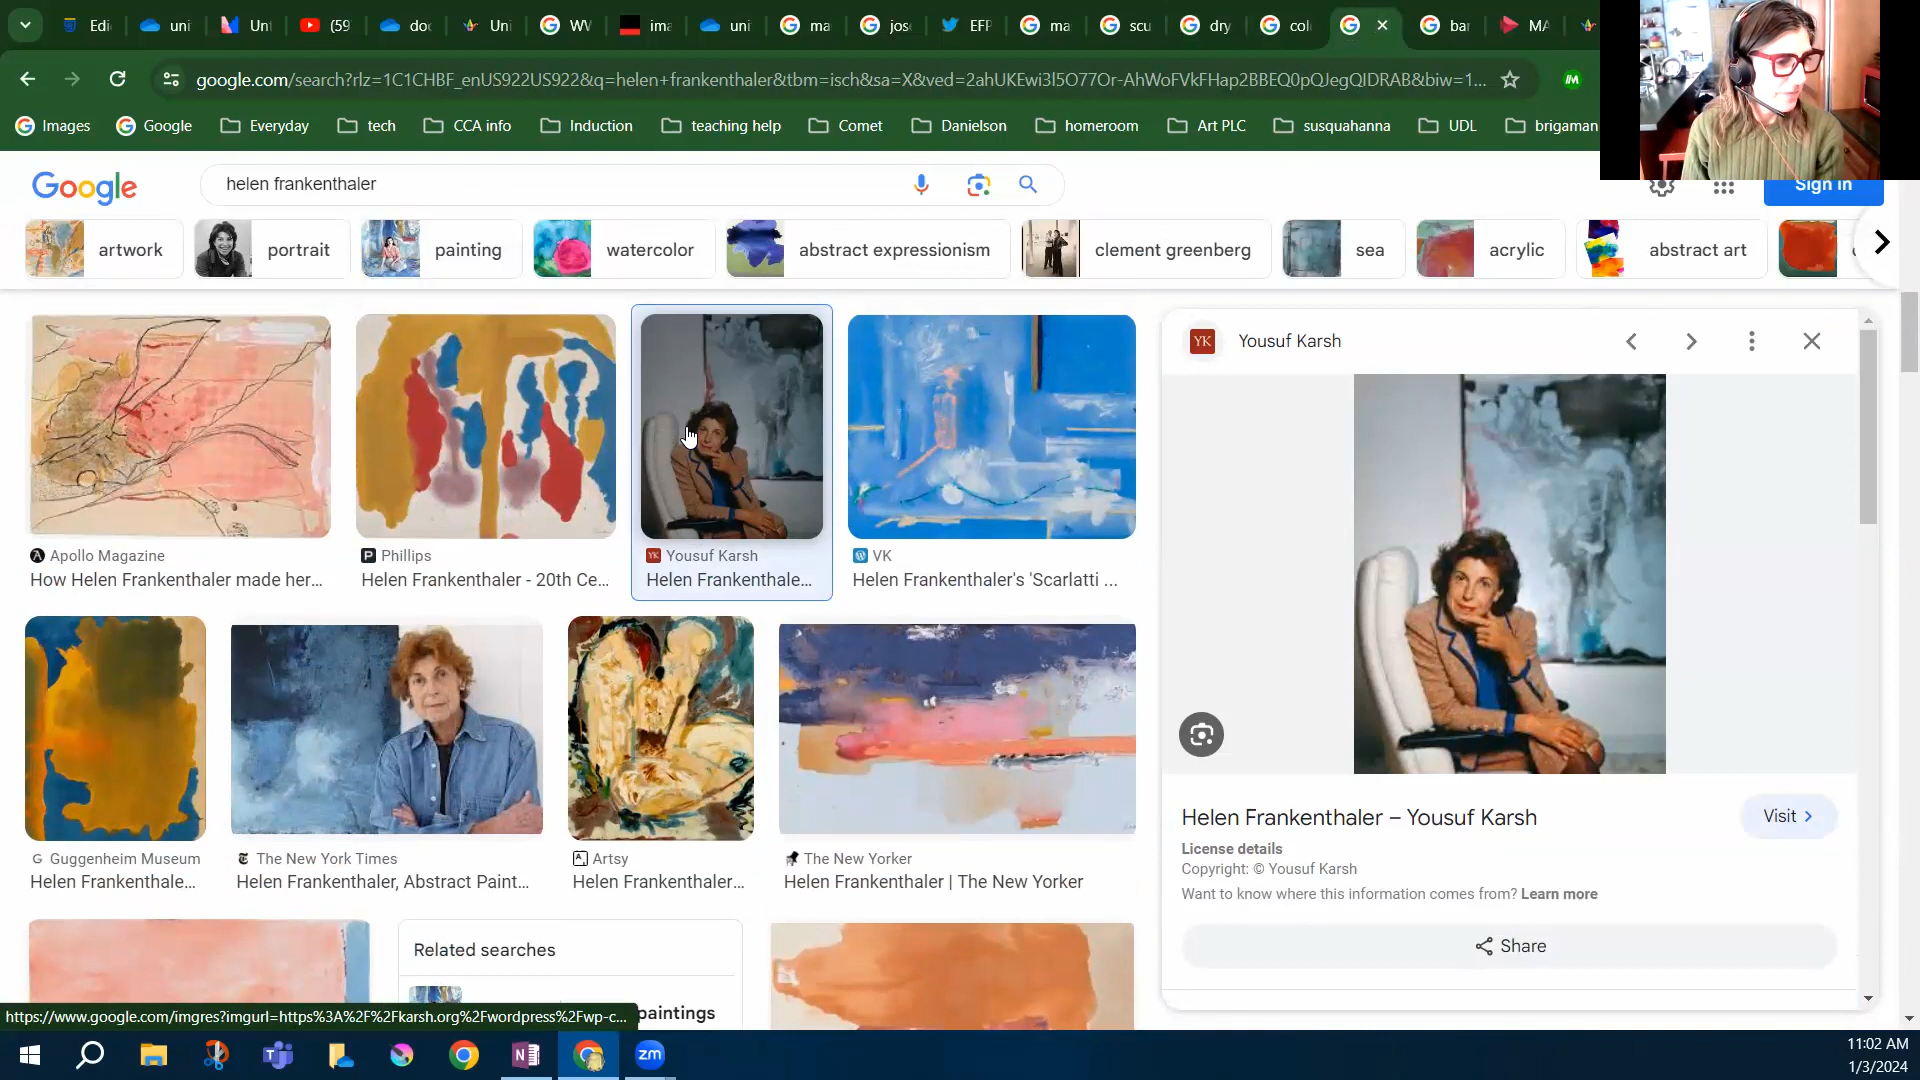 Edi
uni
Unt
(59
doc
Uni
WV
ima
uni
ma
jos
EFP
ma
scu
dry
col
bar
MA
google.com/search?rlz=1C1CHBF_enUS922US922&q=helen+frankenthaler&tbm=isch&sa=X&ved=2ahUKEwi3l5O77Or-AhWoFVkFHap2BBEQ0pQJegQIDRAB&biw=1...
Images
Google
Everyday
tech
CCA info
Induction
teaching help
Comet
Danielson
homeroom
Art PLC
susquahanna
UDL
brigaman
Google
helen frankenthaler
Sign in
artwork
portrait
painting
watercolor
abstract expressionism
clement greenberg
sea
acrylic
abstract art
Apollo Magazine
How Helen Frankenthaler made her...
P Phillips
Helen Frankenthaler - 20th Ce...
YK Yousuf Karsh
Helen Frankenthale...
VK
Helen Frankenthaler's 'Scarlatti ...
G Guggenheim Museum
Helen Frankenthale...
The New York Times
Helen Frankenthaler, Abstract Paint...
A Artsy
Helen Frankenthaler...
The New Yorker
Helen Frankenthaler | The New Yorker
Related searches
paintings
YK Yousuf Karsh
Helen Frankenthaler – Yousuf Karsh
Visit
License details
Copyright: © Yousuf Karsh
Want to know where this information comes from? Learn more
Share
https://www.google.com/imgres?imgurl=https%3A%2F%2Fkarsh.org%2Fwordpress%2Fwp-c...
zm
11:02 AM
1/3/2024